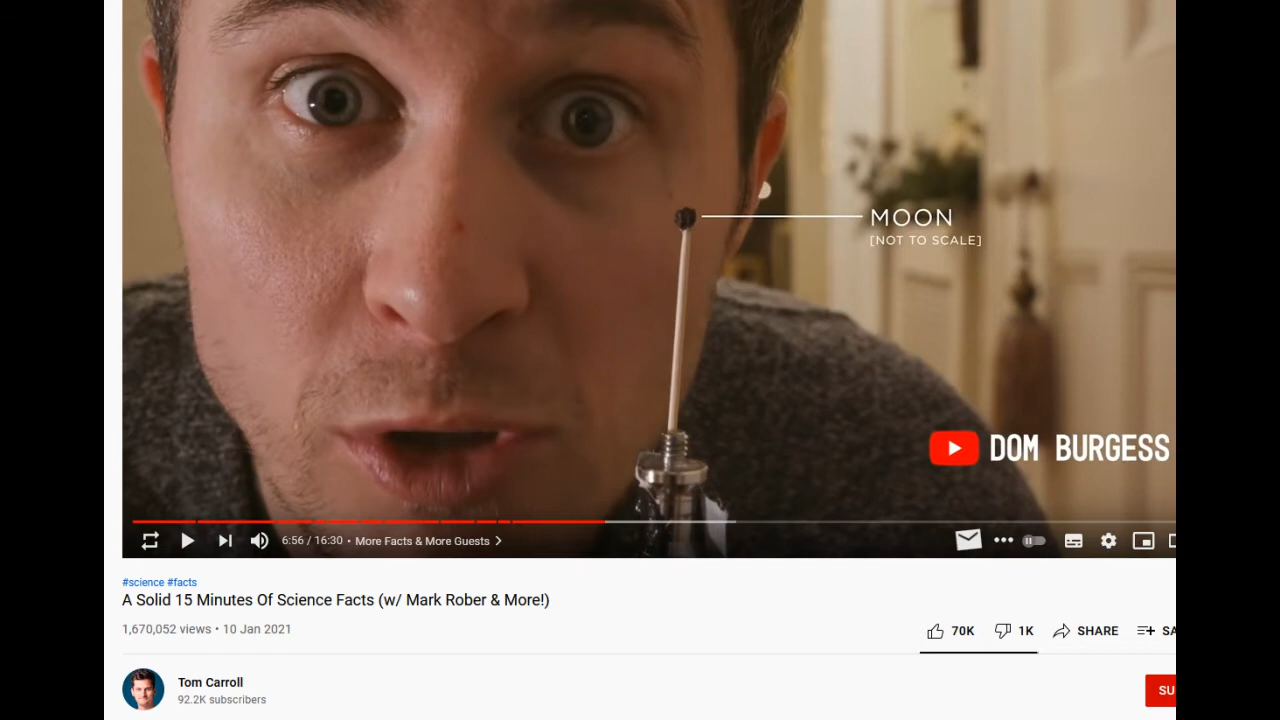 MOON
[NOT TO SCALE]
DOM BURGESS
6:56 / 16:30 • More Facts & More Guests
#science #facts
A Solid 15 Minutes Of Science Facts (w/ Mark Rober & More!)
1,670,052 views • 10 Jan 2021
70K 1K SHARE SA
Tom Carroll
92.2K subscribers
SU